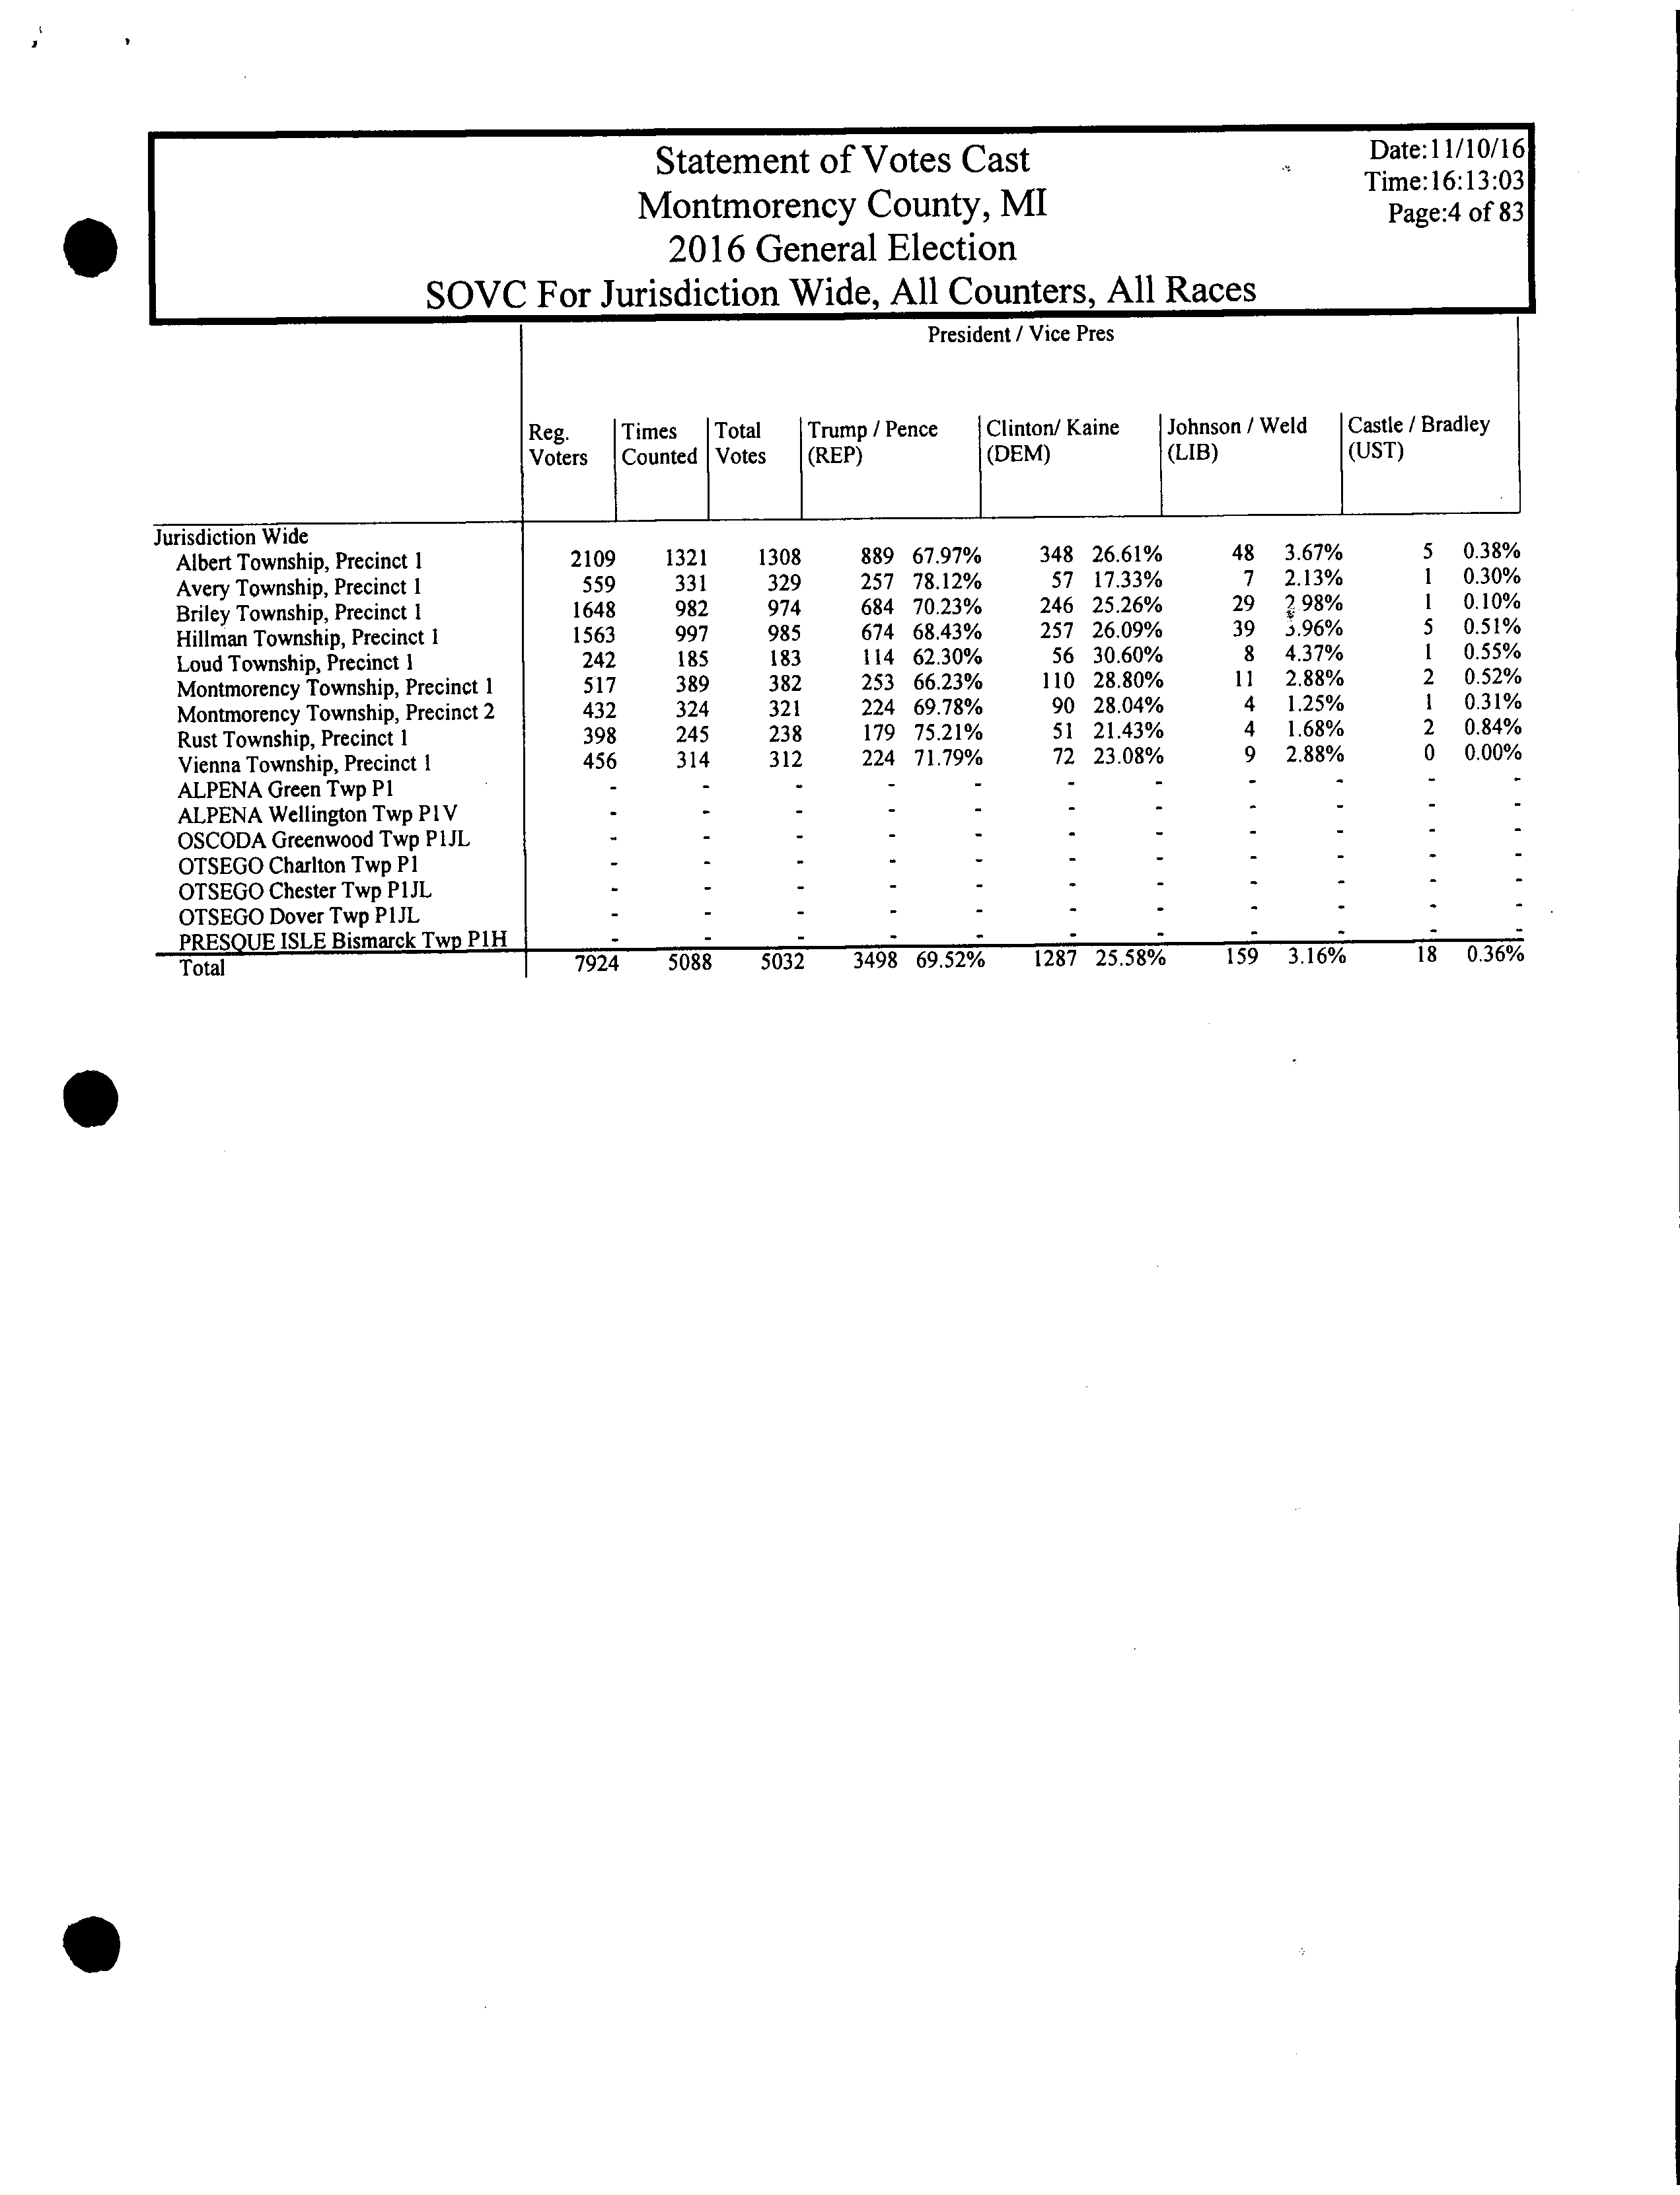 Statement of Votes Cast
Montmorency County, MI
2016 General Election
SOVC For Jurisdiction Wide, All Counters, All Races
Date:11/10/16
Time:16:13:03
Page:4 of 83
President / Vice Pres
Reg. Voters | Times Counted | Total Votes | Trump / Pence (REP) | Clinton/ Kaine (DEM) | Johnson / Weld (LIB) | Castle / Bradley (UST)
Jurisdiction Wide
Albert Township, Precinct 1 2109 1321 1308 889 67.97% 348 26.61% 48 3.67% 5 0.38%
Avery Township, Precinct 1 559 331 329 257 78.12% 57 17.33% 7 2.13% 1 0.30%
Briley Township, Precinct 1 1648 982 974 684 70.23% 246 25.26% 29 2.98% 1 0.10%
Hillman Township, Precinct 1 1563 997 985 674 68.43% 257 26.09% 39 3.96% 5 0.51%
Loud Township, Precinct 1 242 185 183 114 62.30% 56 30.60% 8 4.37% 1 0.55%
Montmorency Township, Precinct 1 517 389 382 253 66.23% 110 28.80% 11 2.88% 2 0.52%
Montmorency Township, Precinct 2 432 324 321 224 69.78% 90 28.04% 4 1.25% 1 0.31%
Rust Township, Precinct 1 398 245 238 179 75.21% 51 21.43% 4 1.68% 2 0.84%
Vienna Township, Precinct 1 456 314 312 224 71.79% 72 23.08% 9 2.88% 0 0.00%
ALPENA Green Twp P1 - - - - - - - - - - -
ALPENA Wellington Twp P1V - - - - - - - - - - -
OSCODA Greenwood Twp P1JL - - - - - - - - - - -
OTSEGO Charlton Twp P1 - - - - - - - - - - -
OTSEGO Chester Twp P1JL - - - - - - - - - - -
OTSEGO Dover Twp P1JL - - - - - - - - - - -
PRESQUE ISLE Bismarck Twp P1H - - - - - - - - - - -
Total 7924 5088 5032 3498 69.52% 1287 25.58% 159 3.16% 18 0.36%